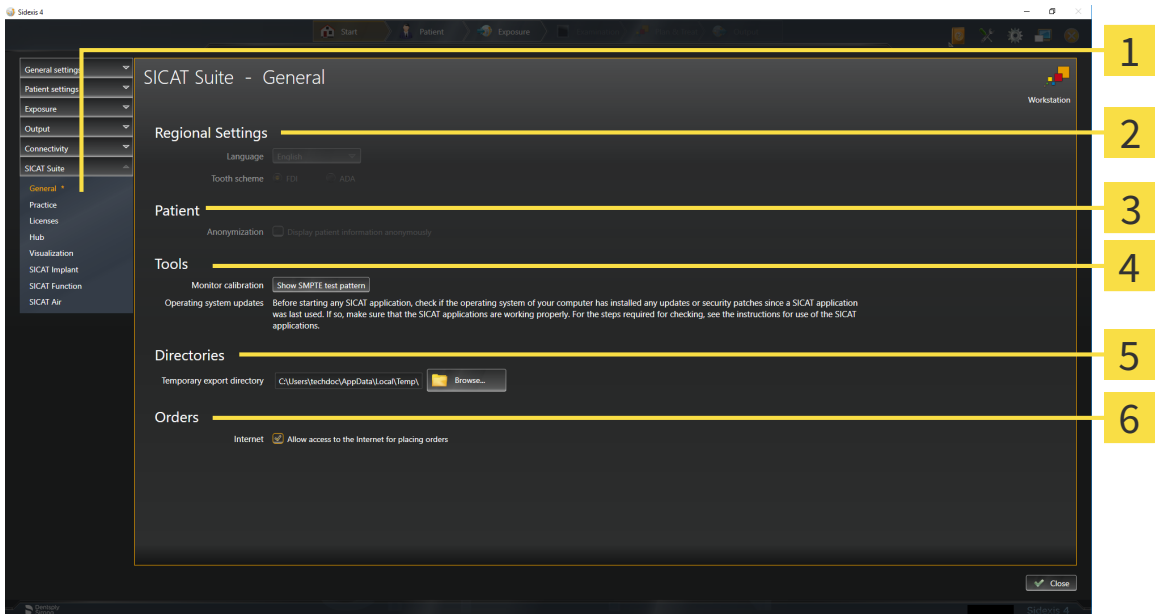 Sidexis 4
Start
Patient
Exposure
1
General settings
Patient settings
Exposure
Output
Connectivity
SICAT Suite
General *
Practice
Licenses
Hub
Visualization
SICAT Implant
SICAT Function
SICAT Air
SICAT Suite - General
Workstation
Regional Settings
2
Language English
Tooth scheme FDI ADA
Patient
3
Anonymization Display patient information anonymously
Tools
4
Monitor calibration Show SMPTE test pattern
Operating system updates Before starting any SICAT application, check if the operating system of your computer has installed any updates or security patches since a SICAT application
was last used. If so, make sure that the SICAT applications are working properly. For the steps required for checking, see the instructions for use of the SICAT
applications.
Directories
5
Temporary export directory C:\Users\techdoc\AppData\Local\Temp\ Browse...
Orders
6
Internet Allow access to the Internet for placing orders
Close
Dentsply
Sirona
Sidexis 4